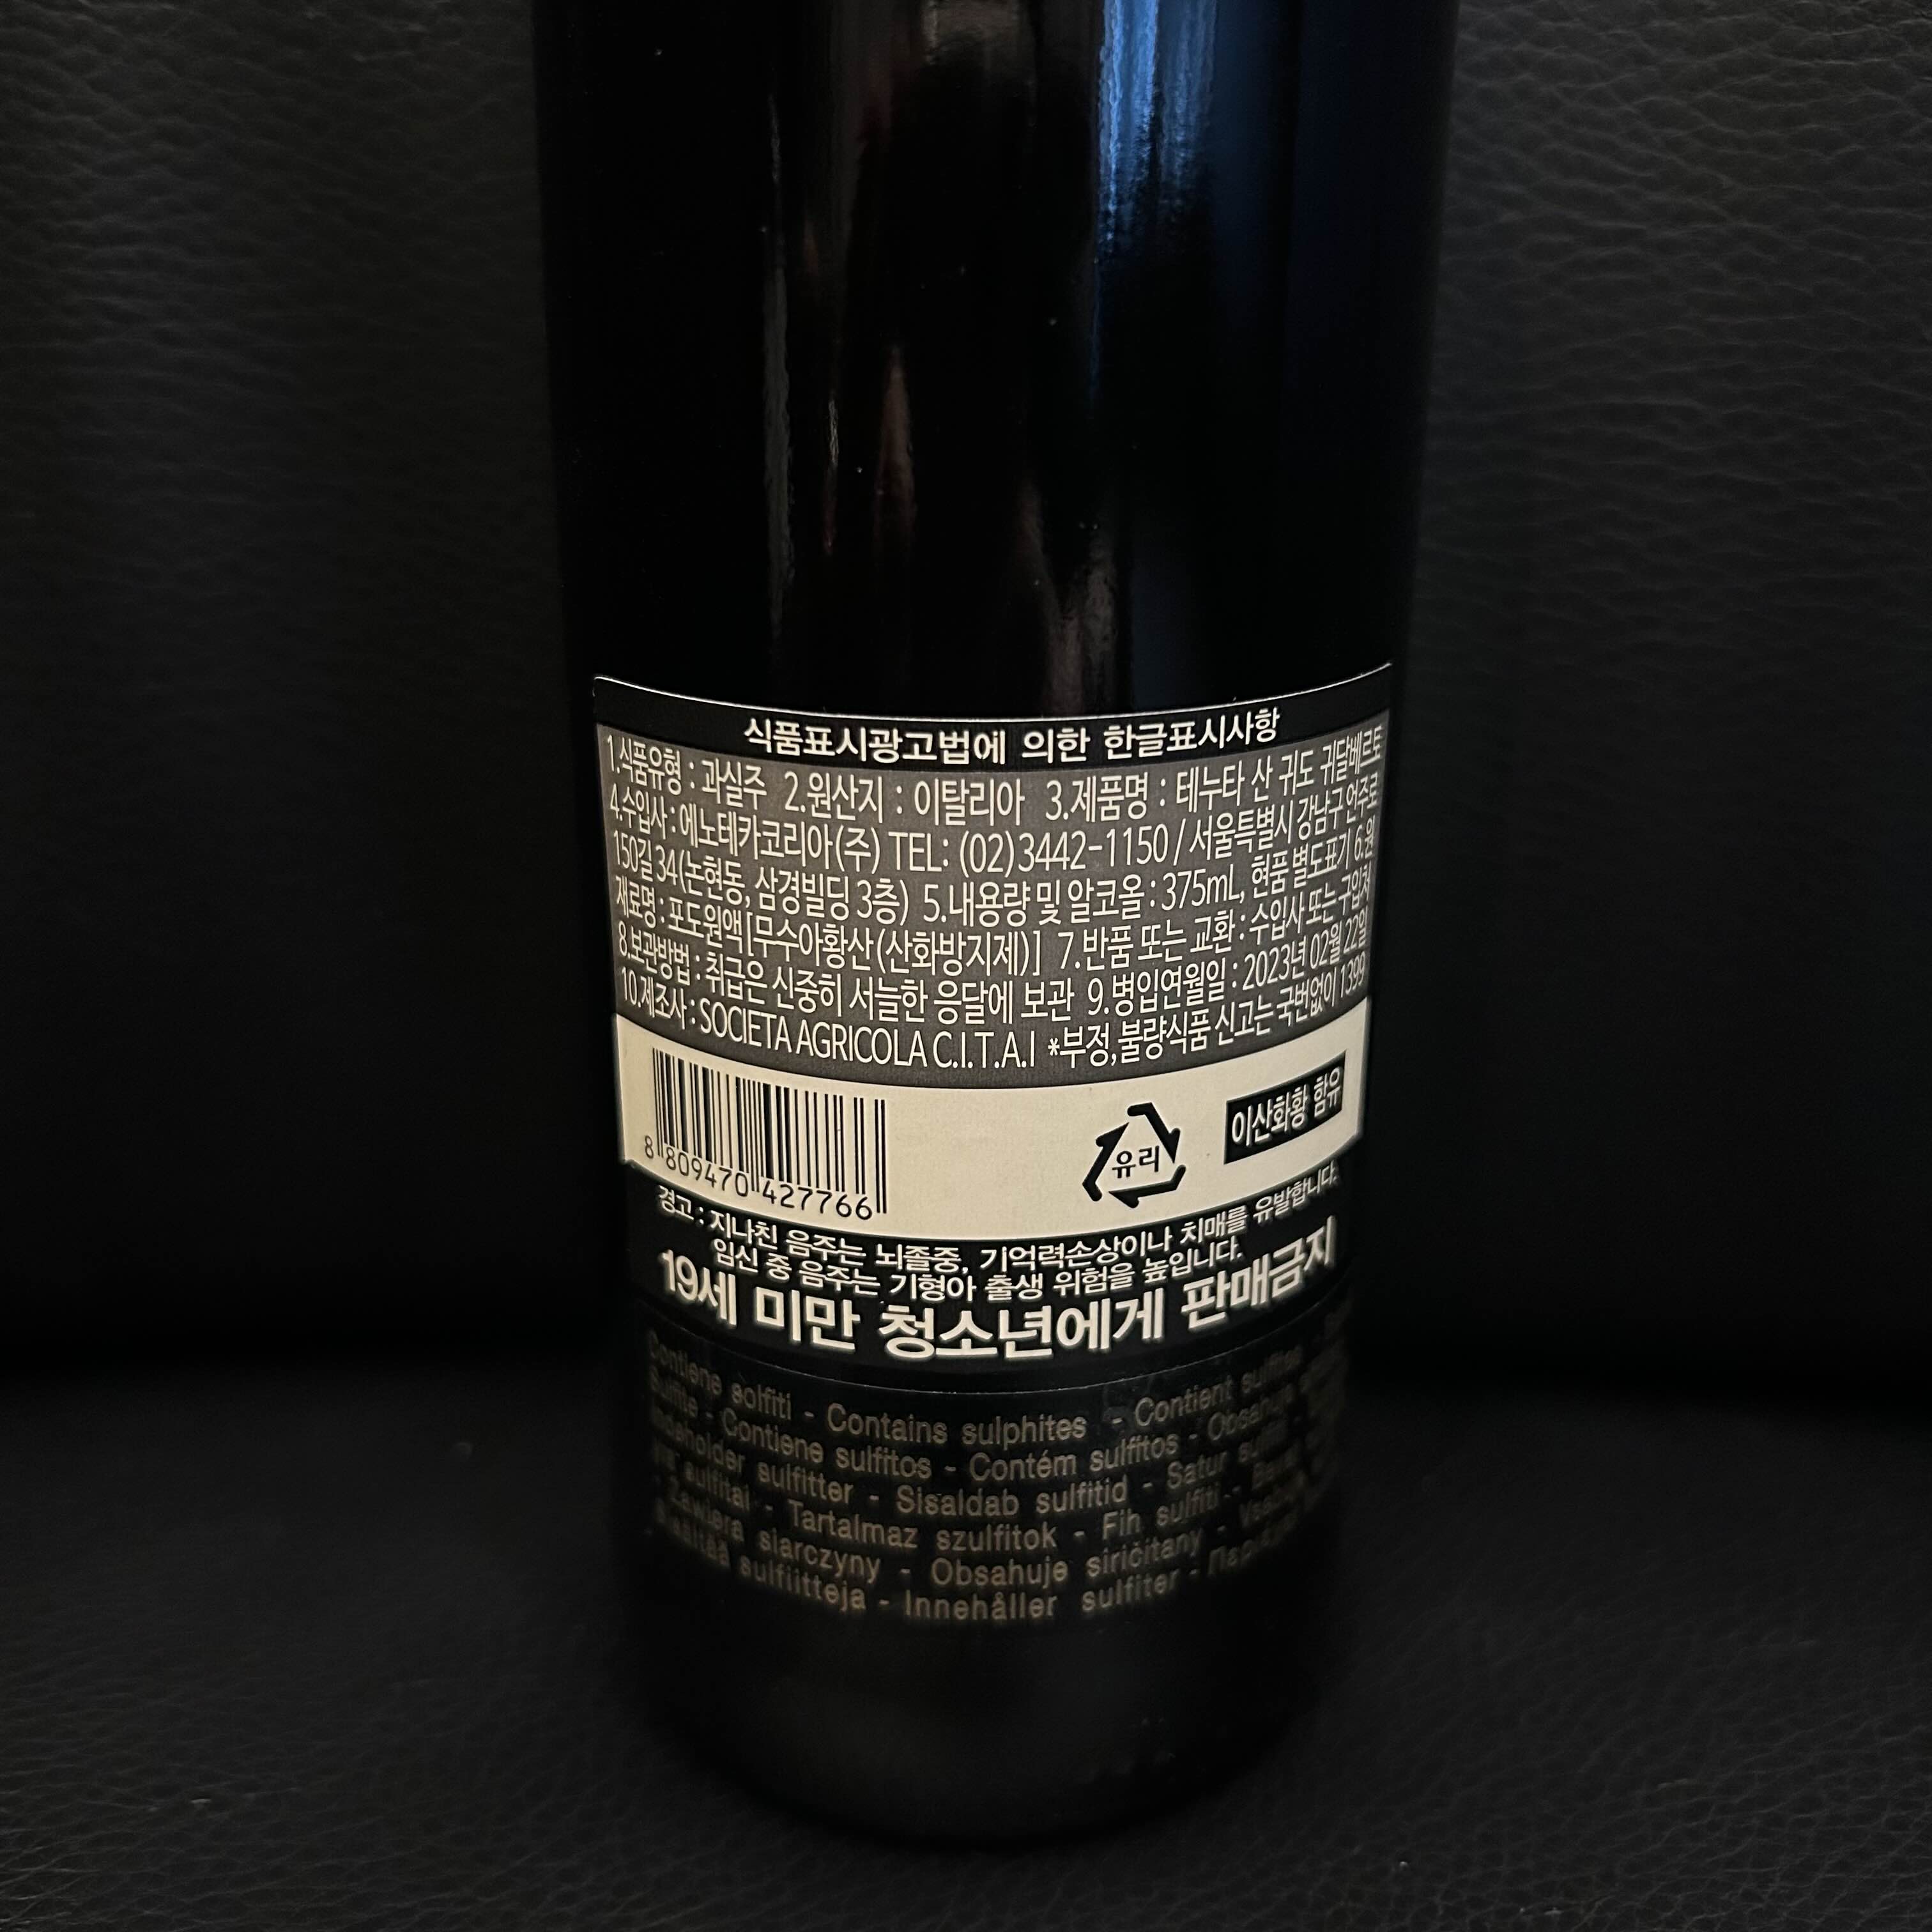 식품표시광고법에 의한 한글표시사항
1.식품유형 : 과실주 2.원산지 : 이탈리아 3.제품명 : 테누타 산 귀도 귀달베르토
4.수입사 : 에노테카코리아(주) TEL: (02)3442-1150 / 서울특별시 강남구 언주로
150길 34(논현동, 삼경빌딩 3층) 5.내용량 및 알코올 : 375mL, 현품 별도표기 6.원
재료명 : 포도원액[무수아황산(산화방지제)] 7.반품 또는 교환 : 수입사 또는 구입처
8.보관방법 : 취급은 신중히 서늘한 응달에 보관 9.병입연월일 : 2023년 02월 22일
10.제조사 : SOCIETA AGRICOLA C.I.T.A.I *부정,불량식품 신고는 국번없이 1399
8 809470 427766
유리
이산화황 함유
경고 : 지나친 음주는 뇌졸중, 기억력손상이나 치매를 유발합니다.
임신 중 음주는 기형아 출생 위험을 높입니다.
19세 미만 청소년에게 판매금지
Contiene solfiti - Contains sulphites - Contient sulfites
Sulfite - Contiene sulfitos - Contém sulfitos - Obsahuje
Indeholder sulfitter - Sisaldab sulfitid - Satur
sulfitai - Tartalmaz szulfitok - Fih sulfiti -
Zawiera siarczyny - Obsahuje siričitany -
Sisältää sulfiitteja - Innehåller sulfiter -